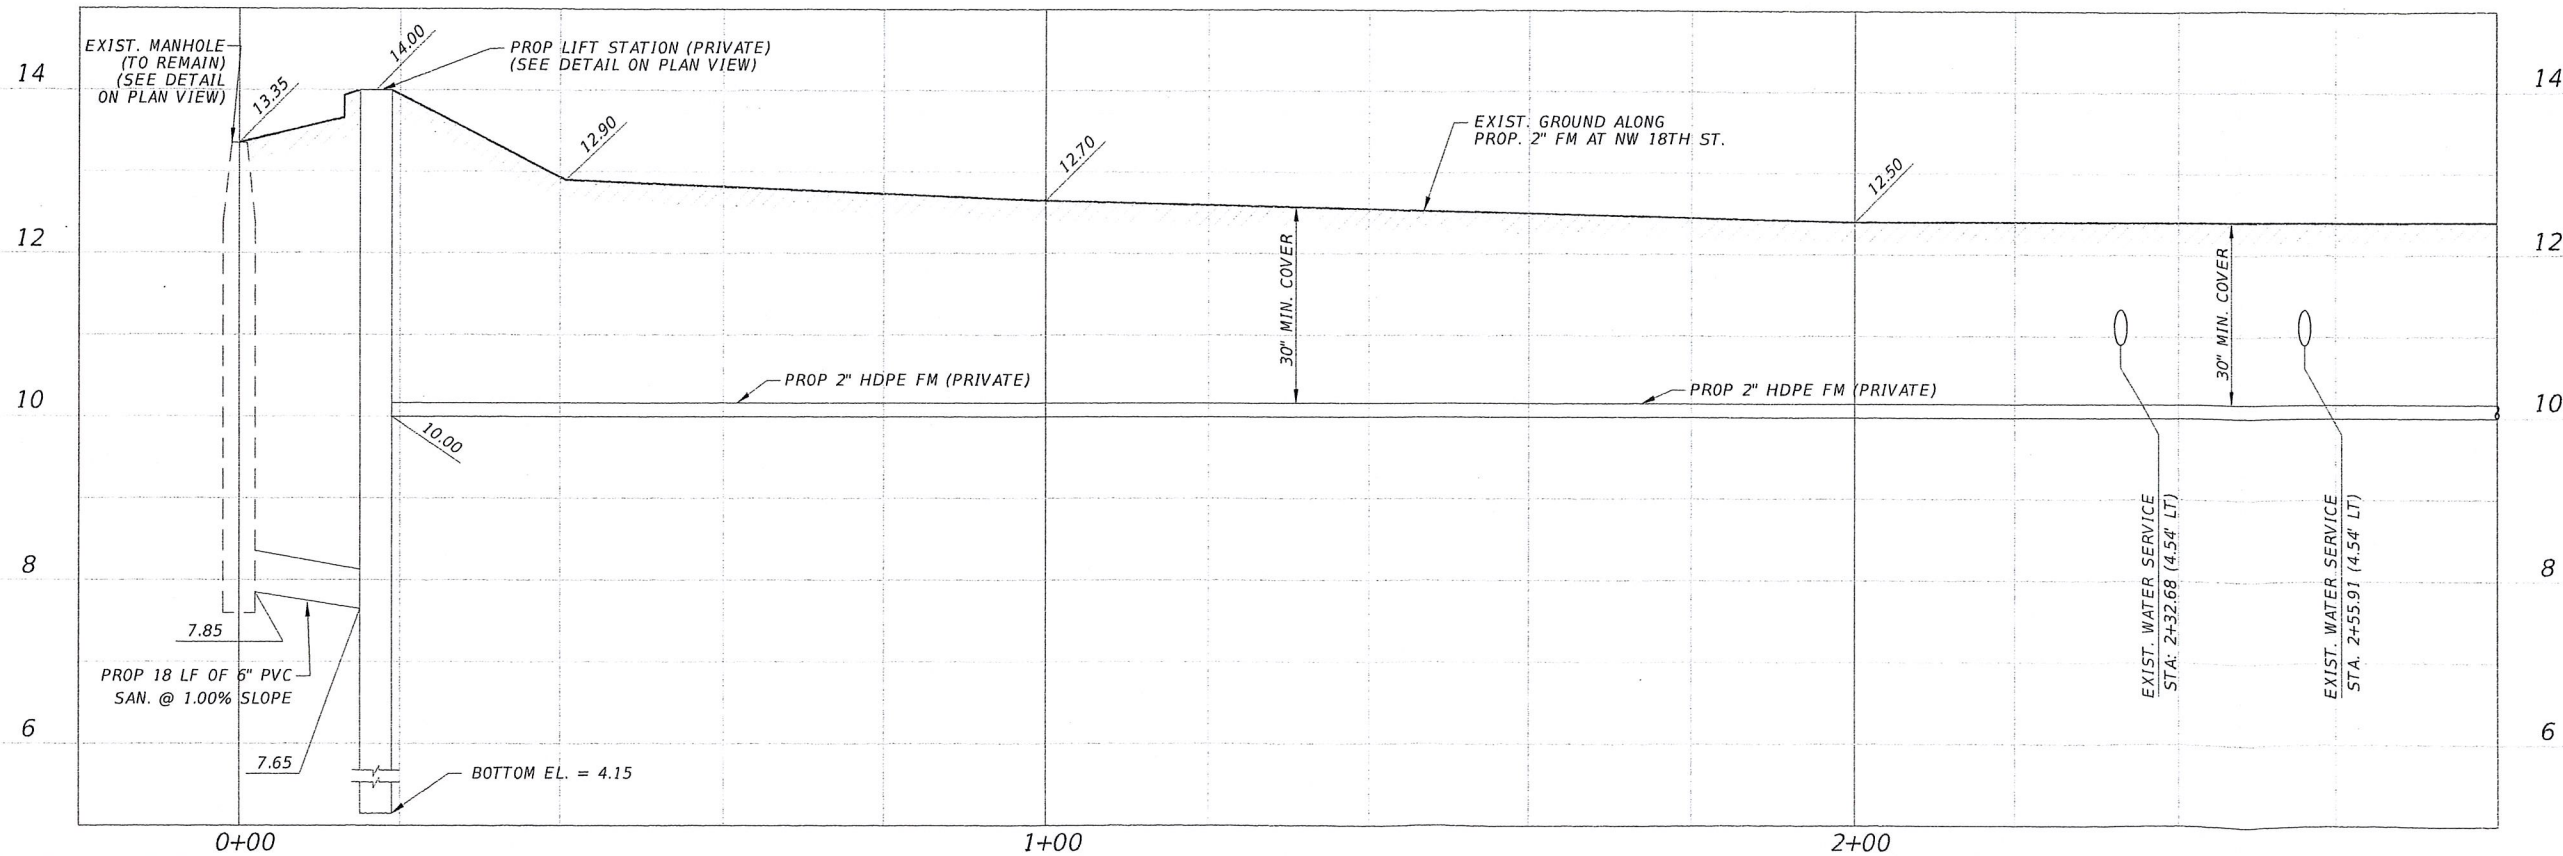 EXIST. MANHOLE
(TO REMAIN)
(SEE DETAIL
ON PLAN VIEW)
13.35
14.00
PROP LIFT STATION (PRIVATE)
(SEE DETAIL ON PLAN VIEW)
12.90
12.70
EXIST. GROUND ALONG
PROP. 2" FM AT NW 18TH ST.
12.50
14
12
10
8
6
14
12
10
8
6
30" MIN. COVER
30" MIN. COVER
PROP 2" HDPE FM (PRIVATE)
PROP 2" HDPE FM (PRIVATE)
10.00
7.85
PROP 18 LF OF 6" PVC
SAN. @ 1.00% SLOPE
7.65
BOTTOM EL. = 4.15
EXIST. WATER SERVICE
STA: 2+32.68 (4.54' LT)
EXIST. WATER SERVICE
STA. 2+55.91 (4.54' LT)
0+00
1+00
2+00